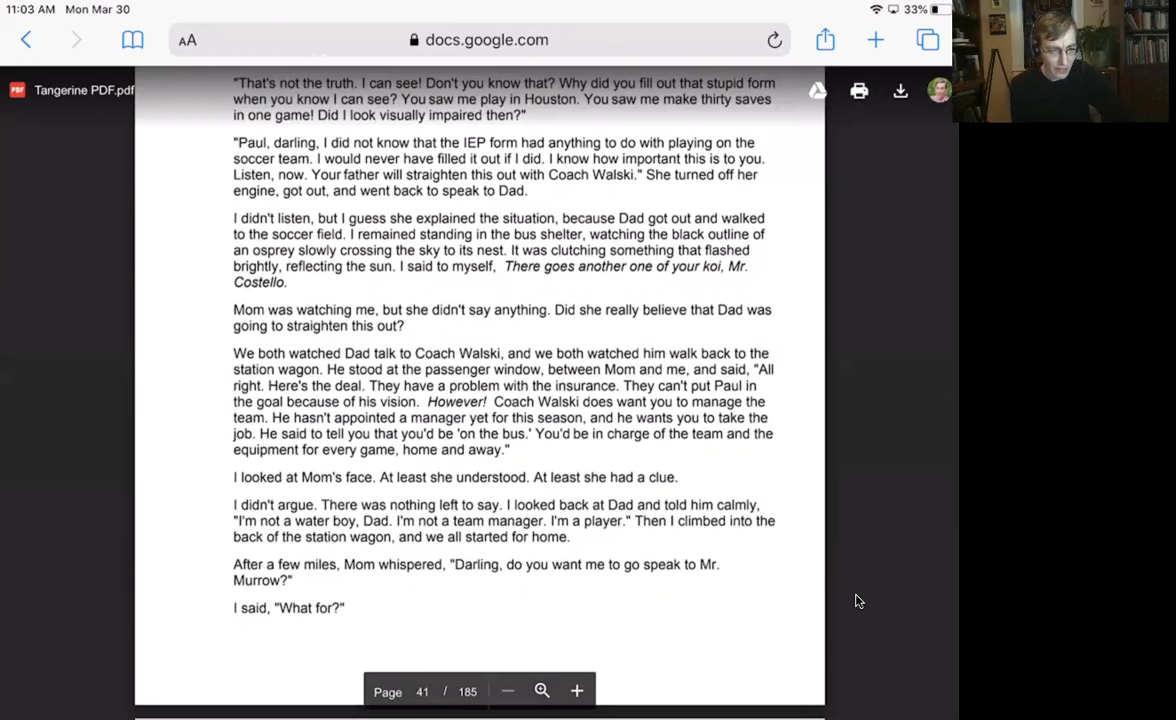 11:03 AM Mon Mar 30 33%
AA docs.google.com
PDF Tangerine PDF.pdf
"That's not the truth. I can see! Don't you know that? Why did you fill out that stupid form
when you know I can see? You saw me play in Houston. You saw me make thirty saves
in one game! Did I look visually impaired then?"
"Paul, darling, I did not know that the IEP form had anything to do with playing on the
soccer team. I would never have filled it out if I did. I know how important this is to you.
Listen, now. Your father will straighten this out with Coach Walski." She turned off her
engine, got out, and went back to speak to Dad.
I didn't listen, but I guess she explained the situation, because Dad got out and walked
to the soccer field. I remained standing in the bus shelter, watching the black outline of
an osprey slowly crossing the sky to its nest. It was clutching something that flashed
brightly, reflecting the sun. I said to myself, There goes another one of your koi, Mr.
Costello.
Mom was watching me, but she didn't say anything. Did she really believe that Dad was
going to straighten this out?
We both watched Dad talk to Coach Walski, and we both watched him walk back to the
station wagon. He stood at the passenger window, between Mom and me, and said, "All
right. Here's the deal. They have a problem with the insurance. They can't put Paul in
the goal because of his vision. However! Coach Walski does want you to manage the
team. He hasn't appointed a manager yet for this season, and he wants you to take the
job. He said to tell you that you'd be 'on the bus.' You'd be in charge of the team and the
equipment for every game, home and away."
I looked at Mom's face. At least she understood. At least she had a clue.
I didn't argue. There was nothing left to say. I looked back at Dad and told him calmly,
"I'm not a water boy, Dad. I'm not a team manager. I'm a player." Then I climbed into the
back of the station wagon, and we all started for home.
After a few miles, Mom whispered, "Darling, do you want me to go speak to Mr.
Murrow?"
I said, "What for?"
Page 41 / 185